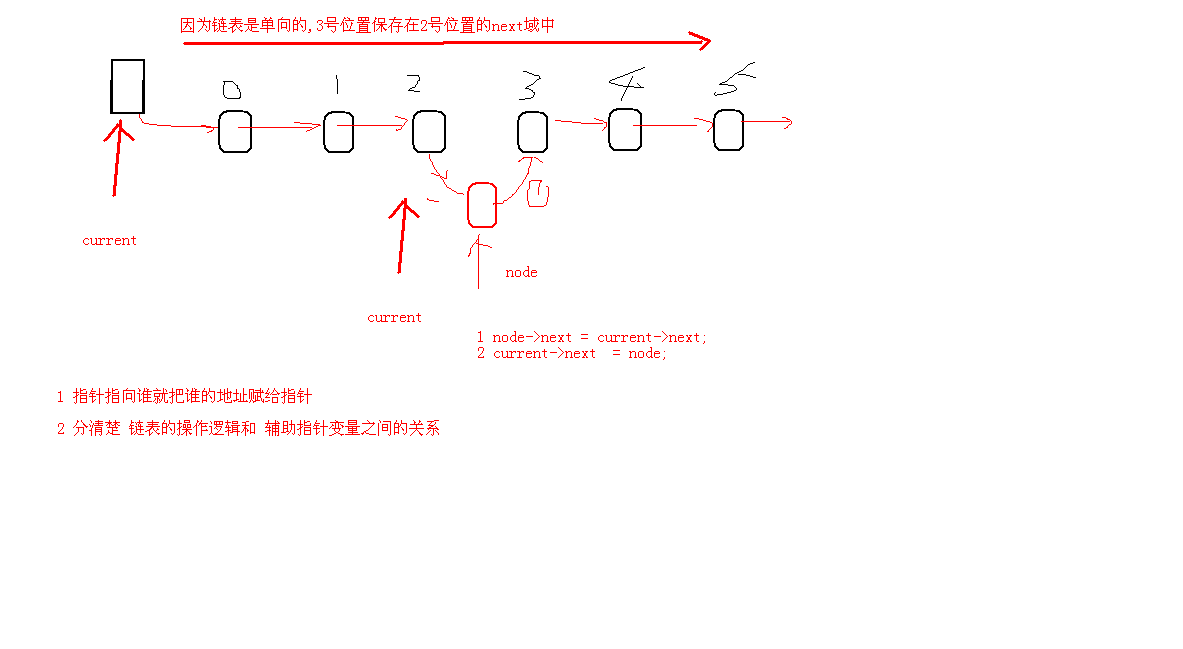 因为链表是单向的,3号位置保存在2号位置的next域中
0 1 2 3 4 5
current
node
current
1 node->next = current->next;
2 current->next  = node;
1 指针指向谁就把谁的地址赋给指针
2 分清楚 链表的操作逻辑和 辅助指针变量之间的关系